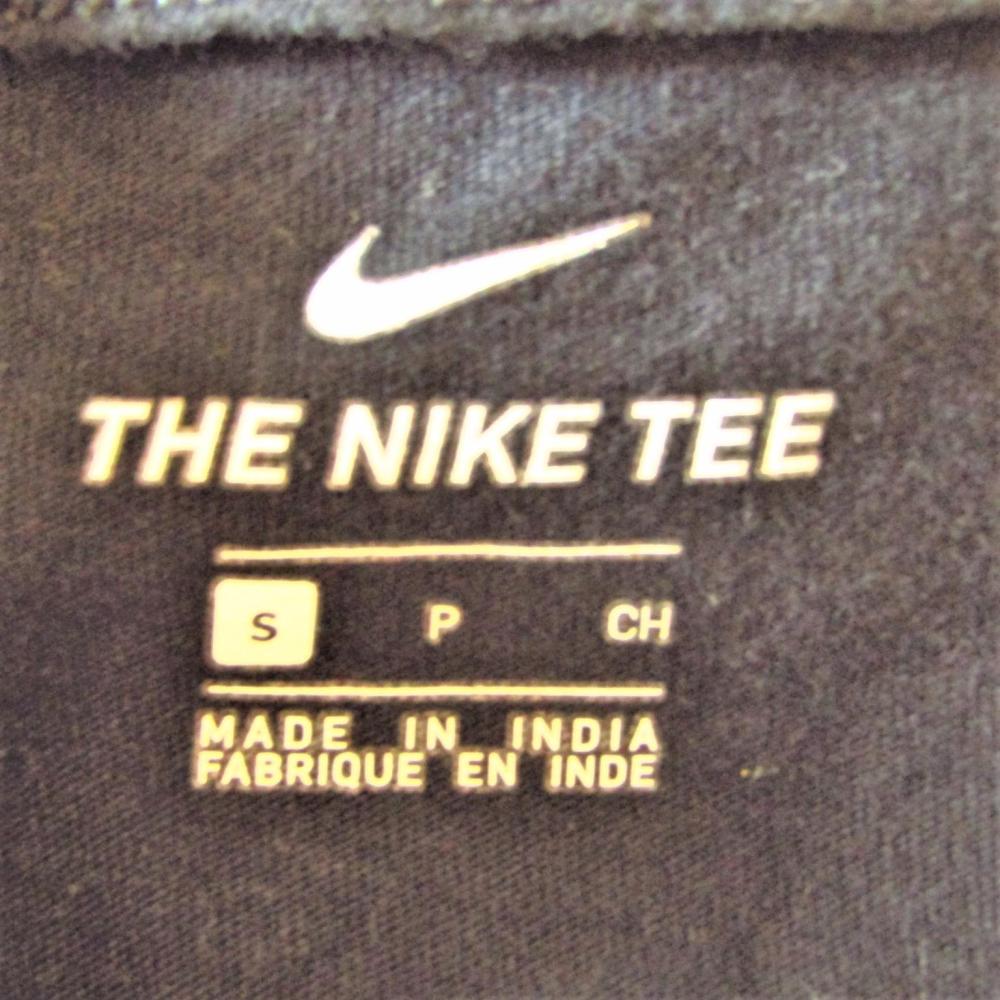 THE NIKE TEE
S P CH
MADE IN INDIA
FABRIQUE EN INDE